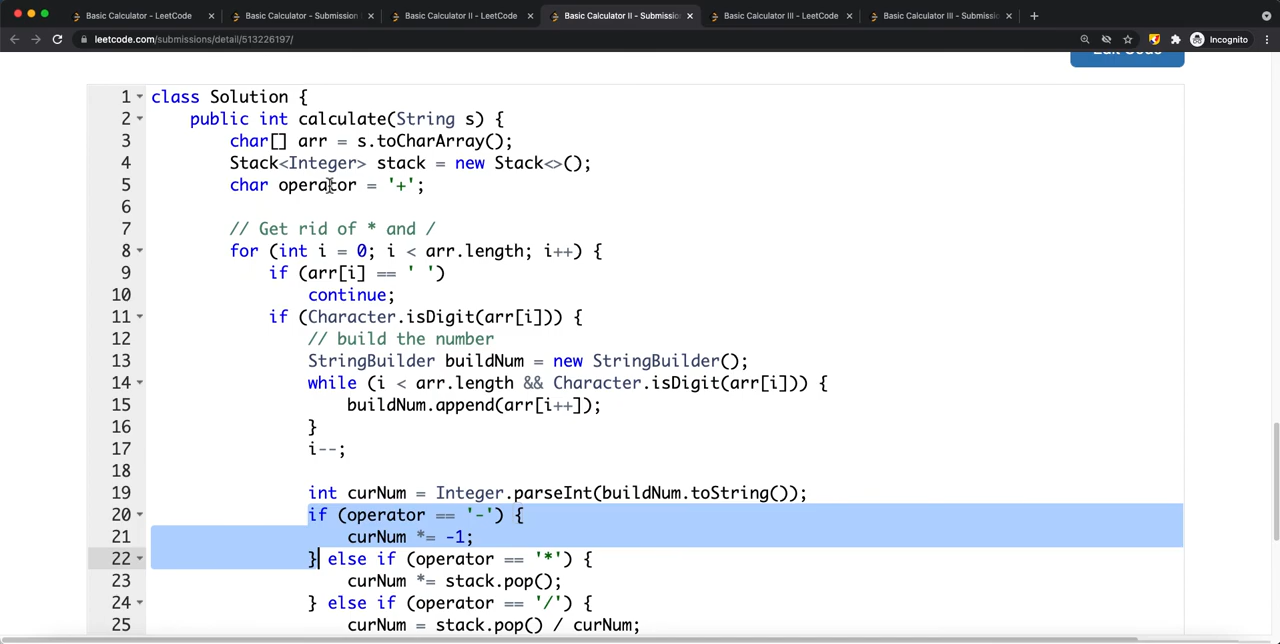 Basic Calculator - LeetCode
Basic Calculator - Submission
Basic Calculator II - LeetCode
Basic Calculator II - Submissio
Basic Calculator III - LeetCode
Basic Calculator III - Submissi
leetcode.com/submissions/detail/513226197/
Incognito
Edit Code
1 class Solution {
2 public int calculate(String s) {
3 char[] arr = s.toCharArray();
4 Stack<Integer> stack = new Stack<>();
5 char operator = '+';
6
7 // Get rid of * and /
8 for (int i = 0; i < arr.length; i++) {
9 if (arr[i] == ' ')
10 continue;
11 if (Character.isDigit(arr[i])) {
12 // build the number
13 StringBuilder buildNum = new StringBuilder();
14 while (i < arr.length && Character.isDigit(arr[i])) {
15 buildNum.append(arr[i++]);
16 }
17 i--;
18
19 int curNum = Integer.parseInt(buildNum.toString());
20 if (operator == '-') {
21 curNum *= -1;
22 } else if (operator == '*') {
23 curNum *= stack.pop();
24 } else if (operator == '/') {
25 curNum = stack.pop() / curNum;